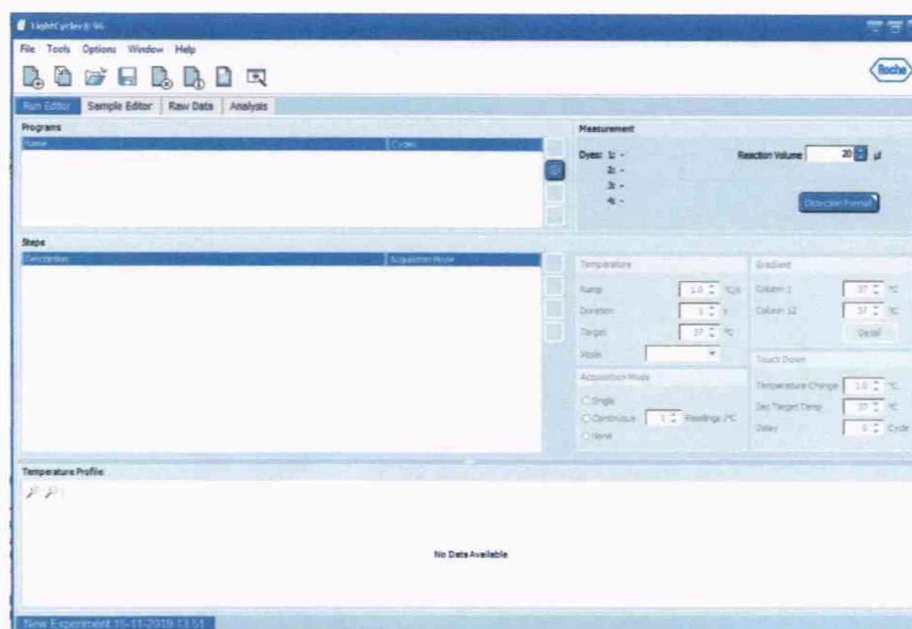 LightCycler® 96
File Tools Options Window Help
Roche
Run Editor Sample Editor Raw Data Analysis
Programs
Name Cycles
Measurement
Dyes: 1: -
2: -
3: -
4: -
Reaction Volume 20 µl
Detection Format
Steps
Description Acquisition Mode
Temperature
Ramp 1.0 °C/s
Duration 1 s
Target 37 °C
Mode
Gradient
Column 1 37 °C
Column 12 37 °C
Detail
Acquisition Mode
Single
Continuous Readings /°C
None
Touch Down
Temperature Change 1.0 °C
Sec Target Temp 37 °C
Delay 0 Cycle
Temperature Profile
No Data Available
New Experiment 15-11-2019 13:51